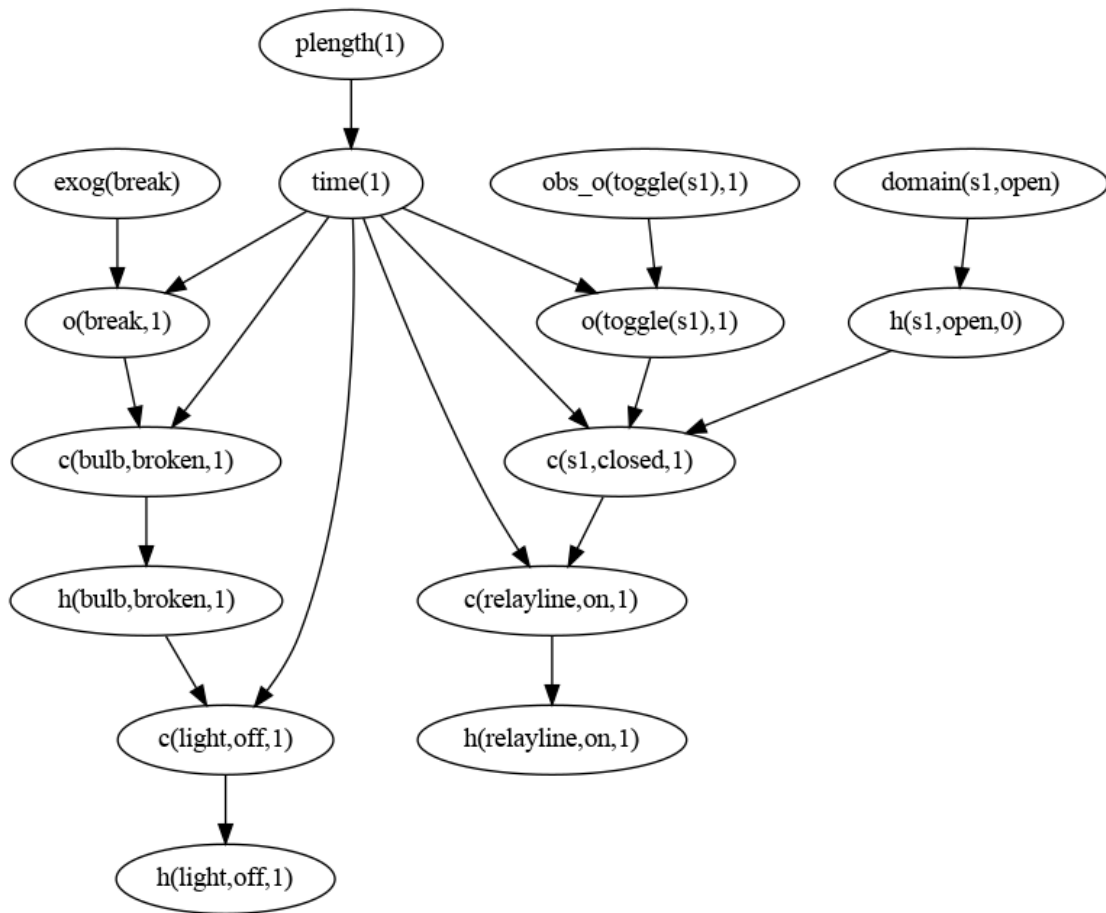 plength(1)
exog(break)
time(1)
obs_o(toggle(s1),1)
domain(s1,open)
o(break,1)
o(toggle(s1),1)
h(s1,open,0)
c(bulb,broken,1)
c(s1,closed,1)
h(bulb,broken,1)
c(relayline,on,1)
c(light,off,1)
h(relayline,on,1)
h(light,off,1)